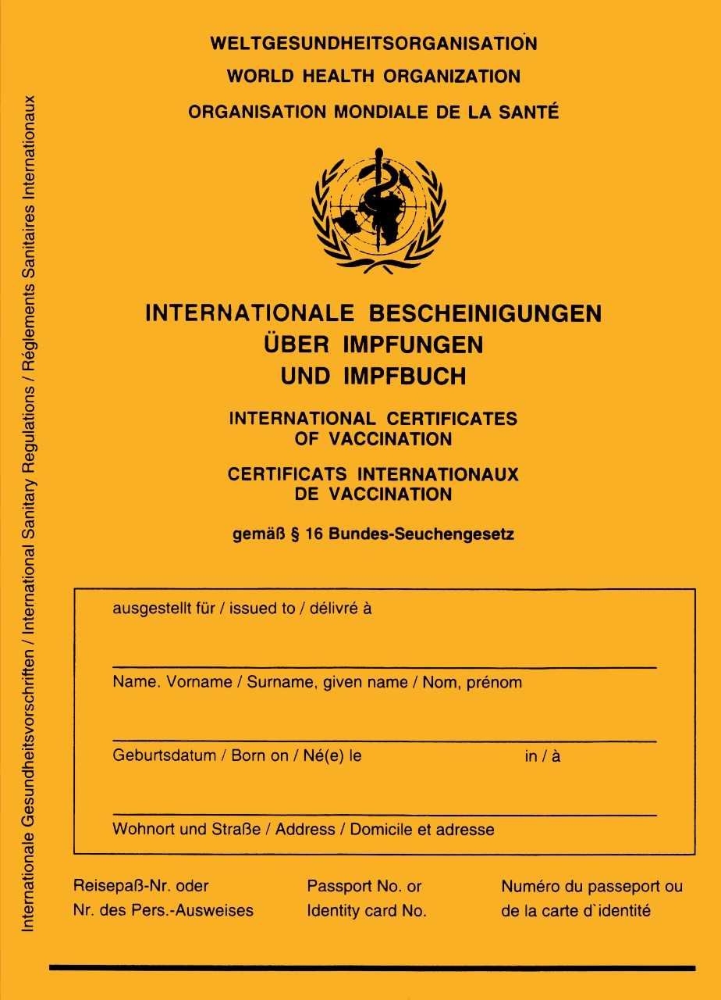 WELTGESUNDHEITSORGANISATION
WORLD HEALTH ORGANIZATION
ORGANISATION MONDIALE DE LA SANTÉ
Internationale Gesundheitsvorschriften / International Sanitary Regulations / Réglements Sanitaires Internationaux
INTERNATIONALE BESCHEINIGUNGEN
ÜBER IMPFUNGEN
UND IMPFBUCH
INTERNATIONAL CERTIFICATES
OF VACCINATION
CERTIFICATS INTERNATIONAUX
DE VACCINATION
gemäß § 16 Bundes-Seuchengesetz
ausgestellt für / issued to / délivré à
Name. Vorname / Surname, given name / Nom, prénom
Geburtsdatum / Born on / Né(e) le in / à
Wohnort und Straße / Address / Domicile et adresse
Reisepaß-Nr. oder Passport No. or Numéro du passeport ou
Nr. des Pers.-Ausweises Identity card No. de la carte d`identité